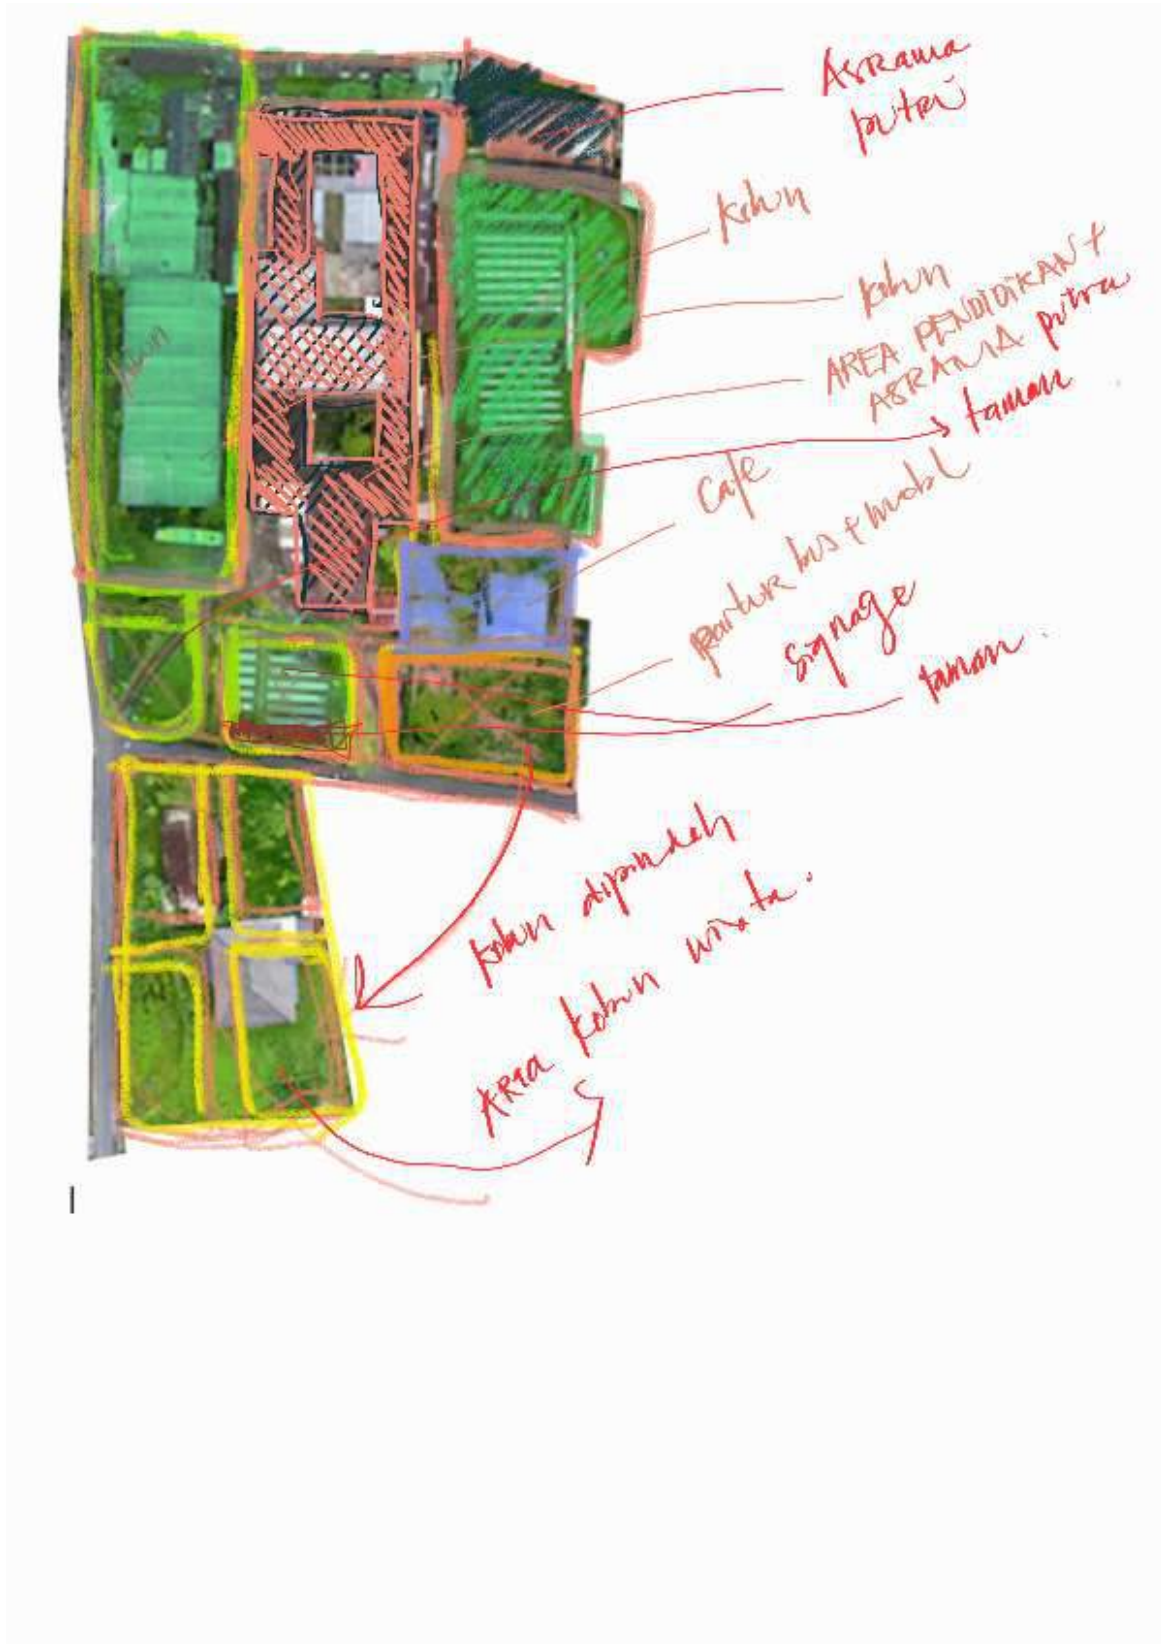 Asrama
putri
kebun
kebun
AREA PENDIDIKAN +
ASRAMA putra
taman
Cafe
parkir bus + mobil
signage
taman.
kebun
kebun dipindah
Area kebun wisata.